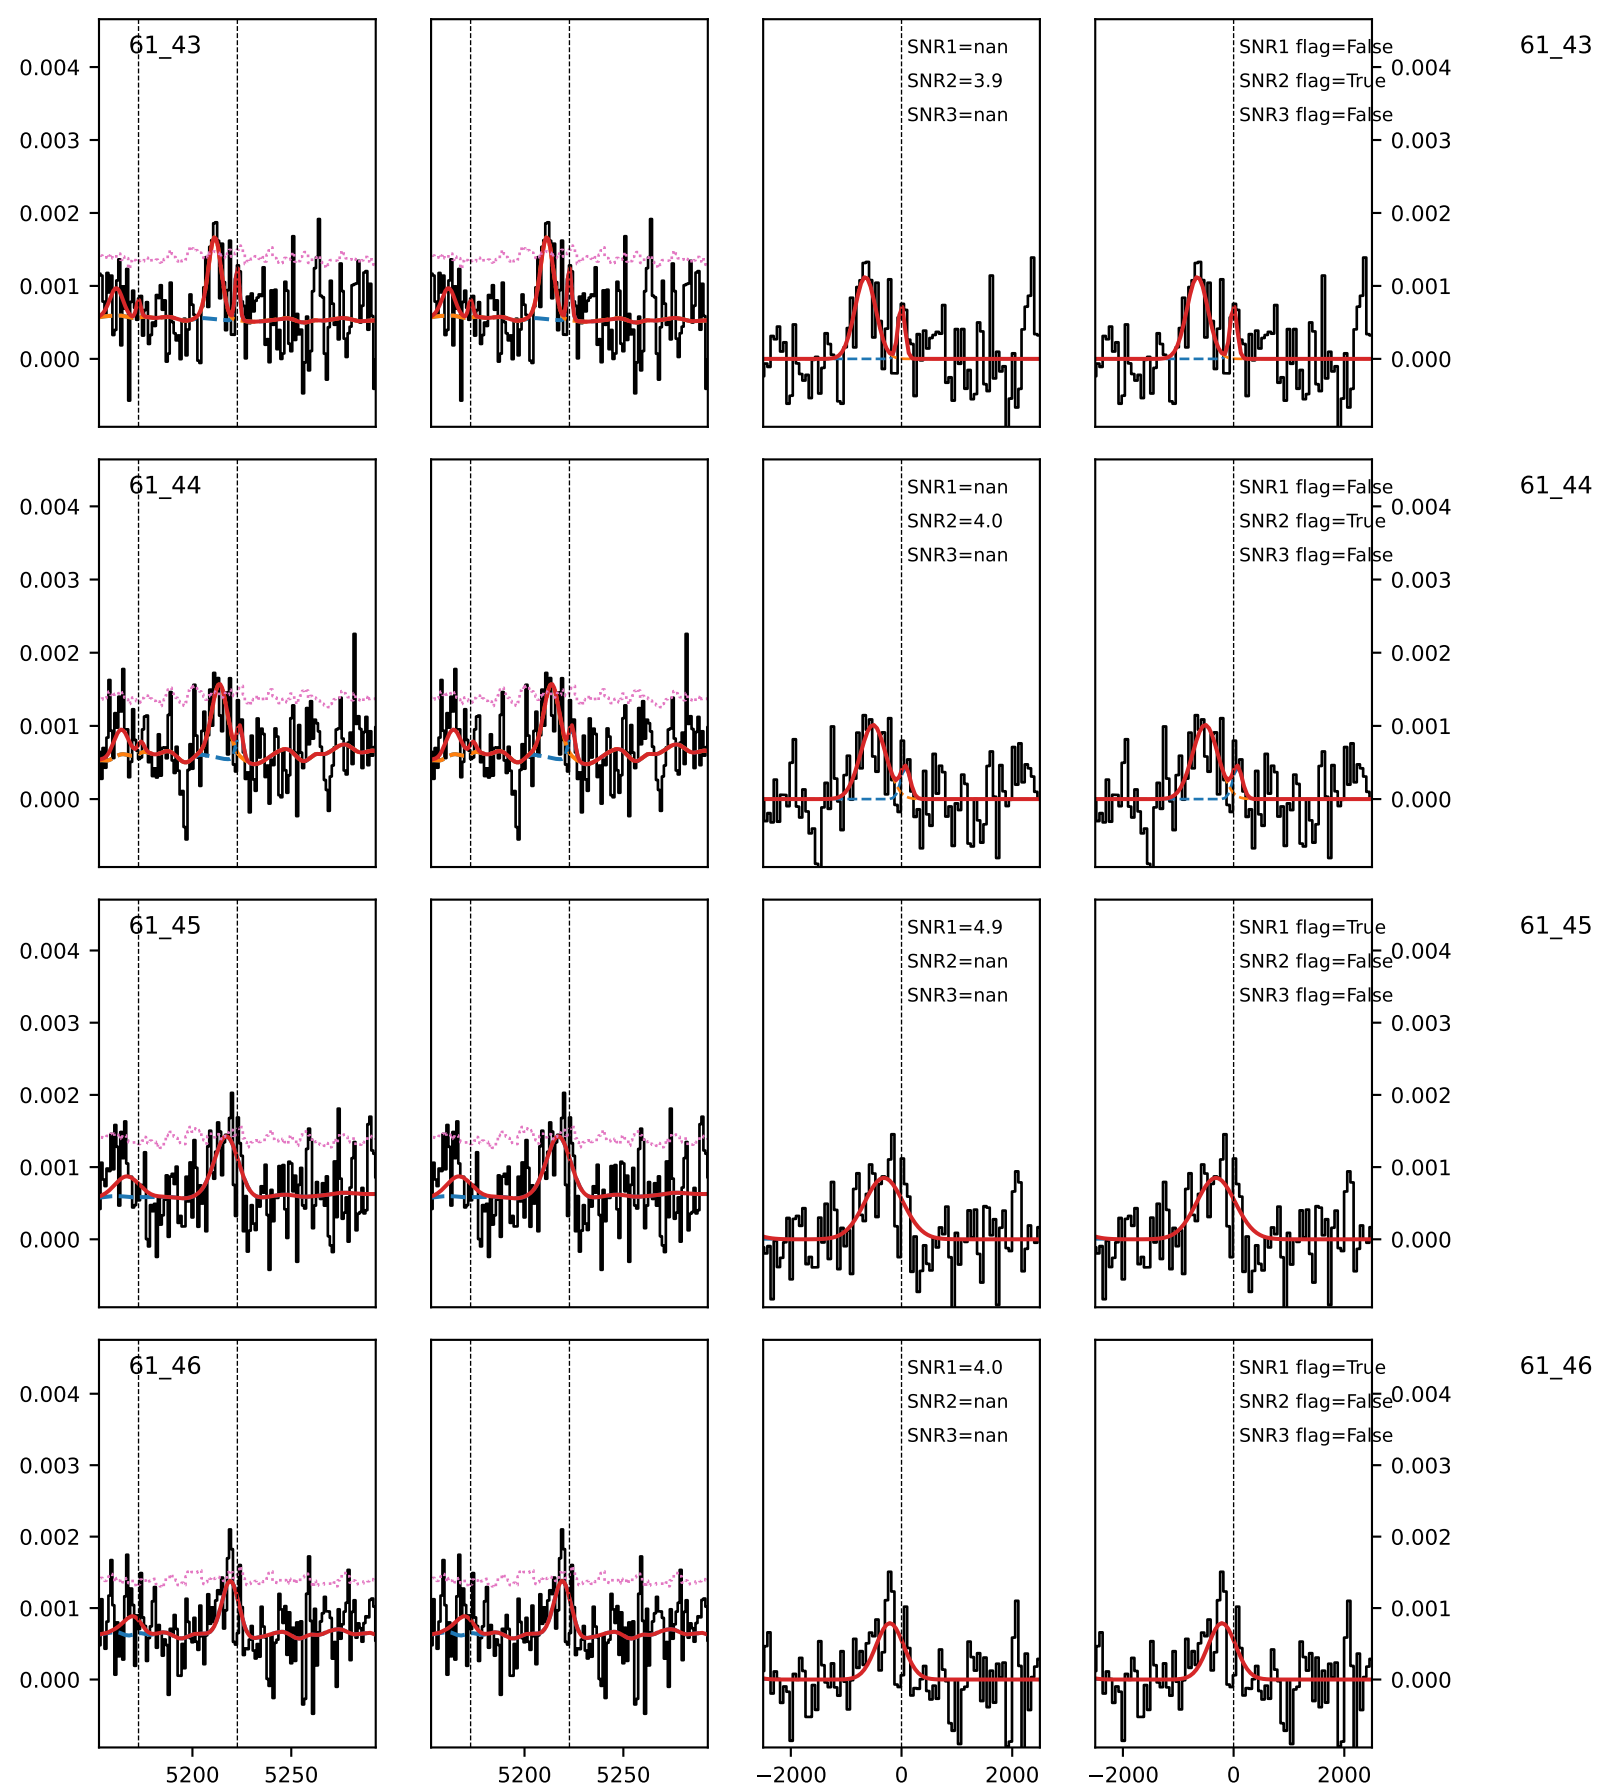 61_43
SNR1=nan
SNR1 flag=False
61_43
0.004
0.004
SNR2=3.9
SNR2 flag=True
SNR3=nan
SNR3 flag=False
0.003
0.003
0.002
0.002
0.001
0.001
0.000
0.000
61_44
SNR1=nan
SNR1 flag=False
61_44
0.004
0.004
SNR2=4.0
SNR2 flag=True
SNR3=nan
SNR3 flag=False
0.003
0.003
0.002
0.002
0.001
0.001
0.000
0.000
61_45
SNR1=4.9
SNR1 flag=True
61_45
0.004
0.004
SNR2=nan
SNR2 flag=False
SNR3=nan
SNR3 flag=False
0.003
0.003
0.002
0.002
0.001
0.001
0.000
0.000
61_46
SNR1=4.0
SNR1 flag=True
61_46
0.004
0.004
SNR2=nan
SNR2 flag=False
SNR3=nan
SNR3 flag=False
0.003
0.003
0.002
0.002
0.001
0.001
0.000
0.000
5200 5250
5200 5250
−2000 0 2000
−2000 0 2000